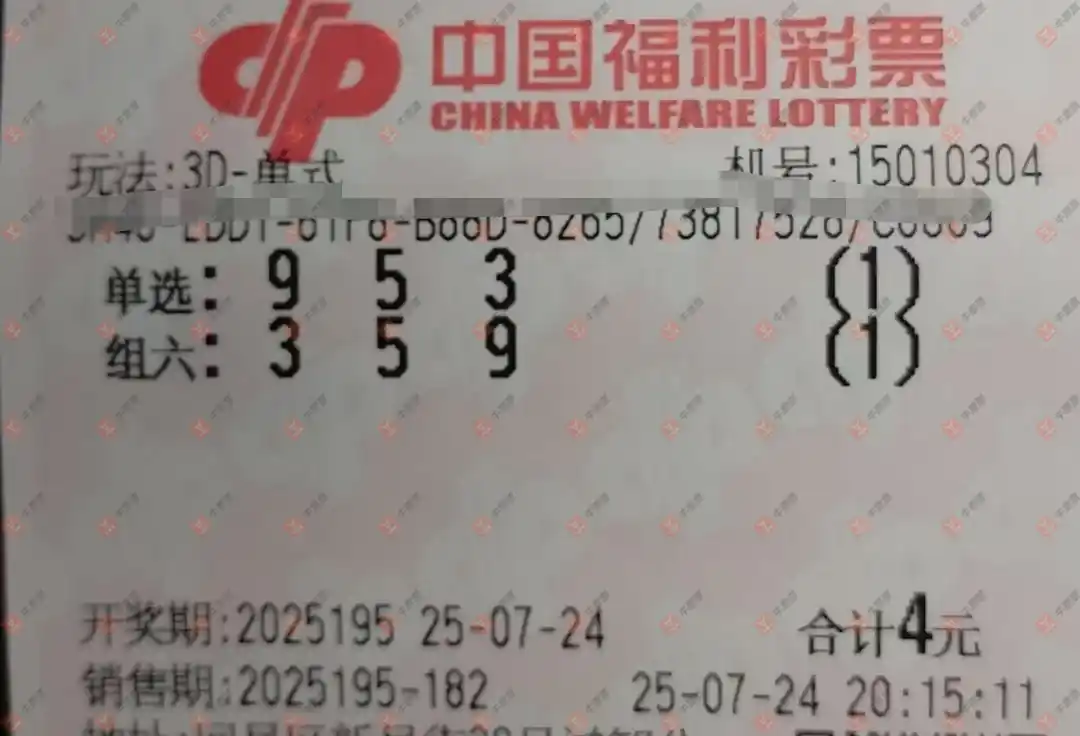 中国福利彩票
CHINA WELFARE LOTTERY
玩法:3D-单式 机号:15010304
单选: 9 5 3 (1)
组六: 3 5 9 (1)
开奖期:2025195 25-07-24 合计4元
销售期:2025195-182 25-07-24 20:15:11